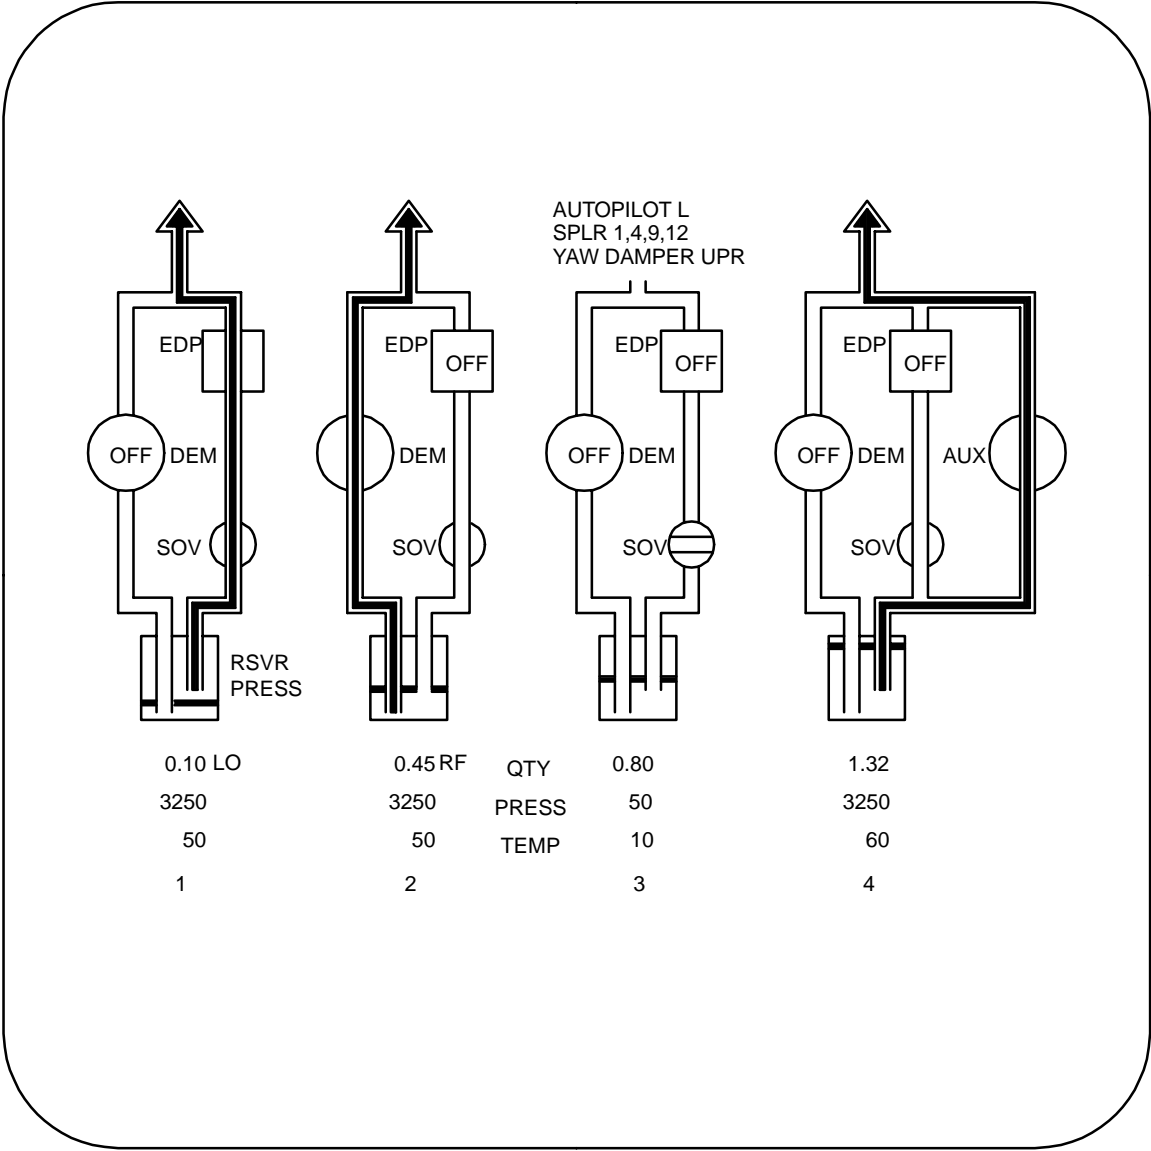 AUTOPILOT L
SPLR 1,4,9,12
YAW DAMPER UPR
EDP EDP OFF EDP OFF EDP OFF
OFF DEM DEM OFF DEM OFF DEM AUX
SOV SOV SOV SOV
RSVR
PRESS
0.10 LO 0.45 RF QTY 0.80 1.32
3250 3250 PRESS 50 3250
50 50 TEMP 10 60
1 2 3 4